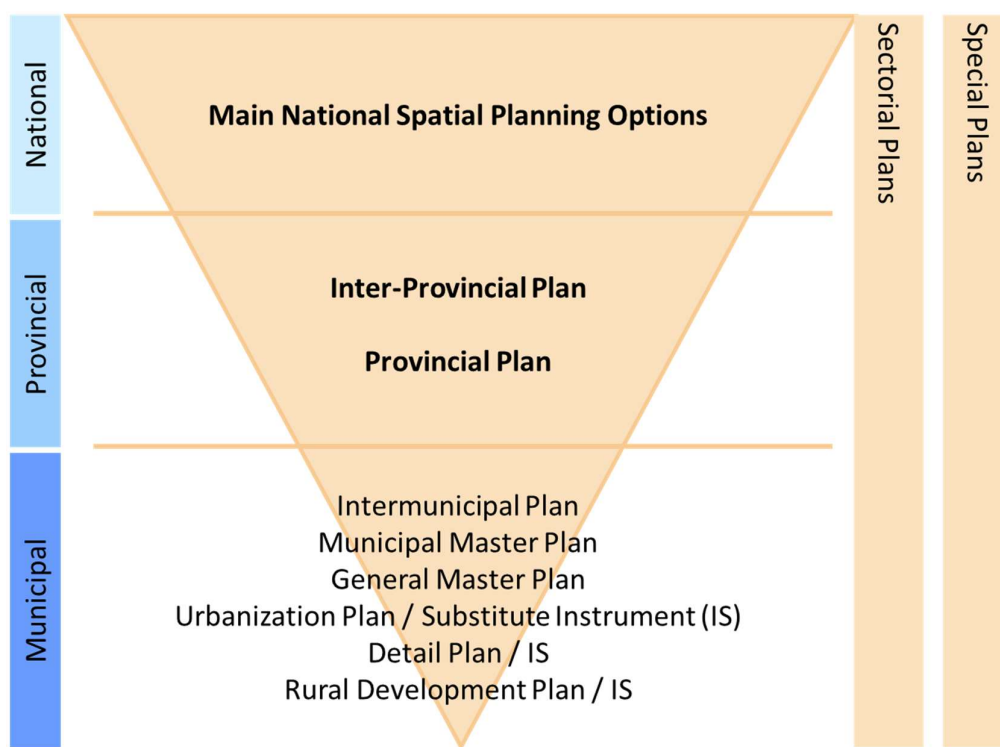 National
Main National Spatial Planning Options
Sectorial Plans
Special Plans
Provincial
Inter-Provincial Plan
Provincial Plan
Municipal
Intermunicipal Plan
Municipal Master Plan
General Master Plan
Urbanization Plan / Substitute Instrument (IS)
Detail Plan / IS
Rural Development Plan / IS